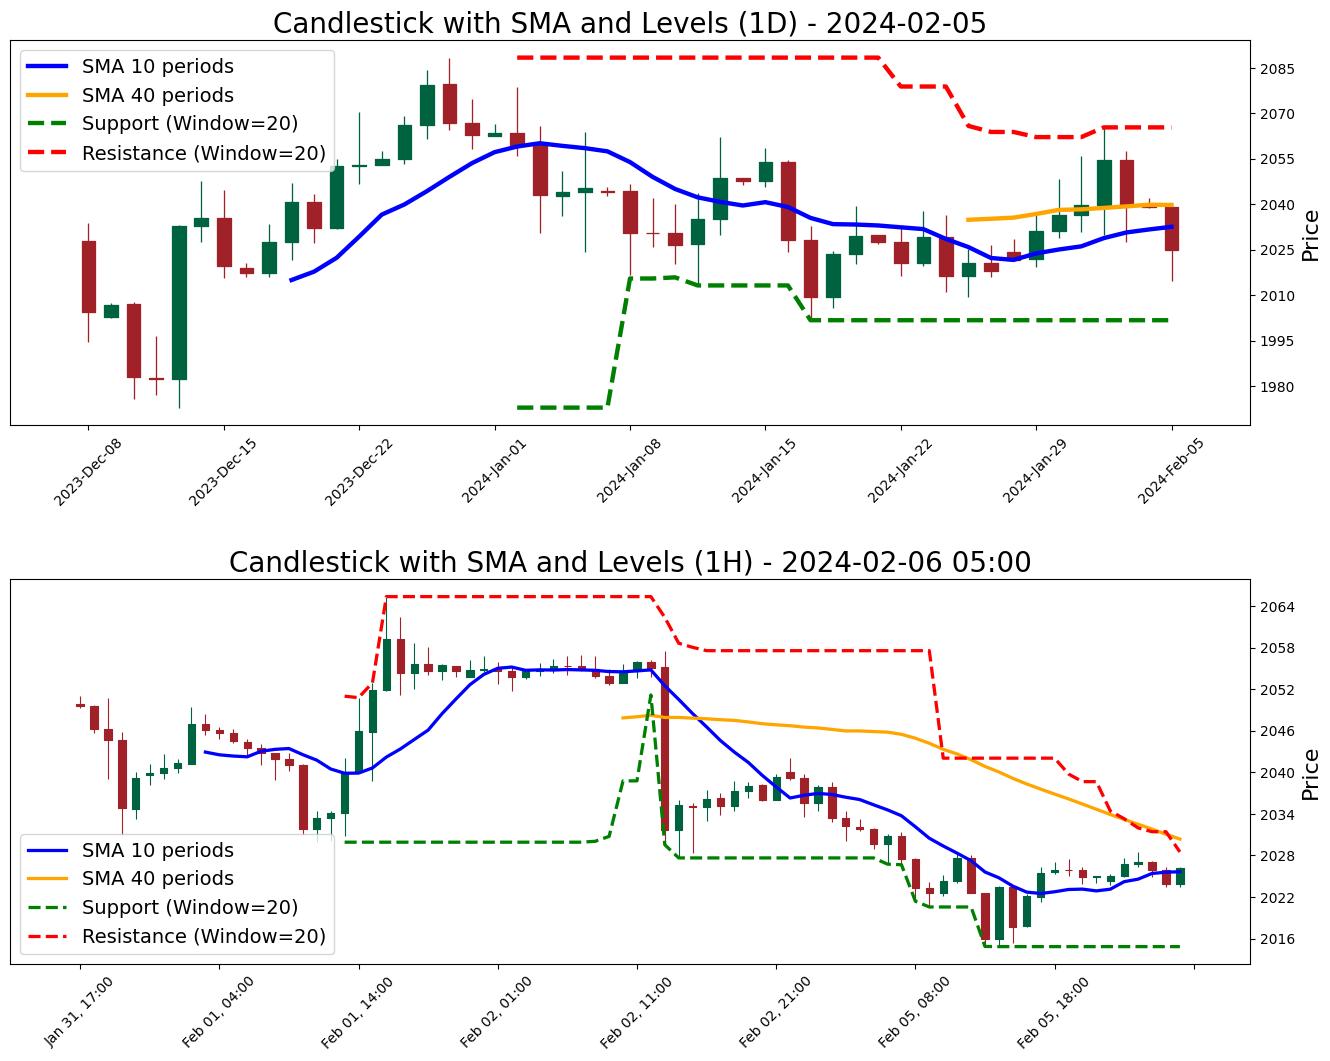 Candlestick with SMA and Levels (1D) - 2024-02-05
SMA 10 periods
SMA 40 periods
Support (Window=20)
Resistance (Window=20)
2085
2070
2055
2040
2025
2010
1995
1980
Price
2023-Dec-08
2023-Dec-15
2023-Dec-22
2024-Jan-01
2024-Jan-08
2024-Jan-15
2024-Jan-22
2024-Jan-29
2024-Feb-05
Candlestick with SMA and Levels (1H) - 2024-02-06 05:00
2064
2058
2052
2046
2040
2034
2028
2022
2016
Price
SMA 10 periods
SMA 40 periods
Support (Window=20)
Resistance (Window=20)
Jan 31, 17:00
Feb 01, 04:00
Feb 01, 14:00
Feb 02, 01:00
Feb 02, 11:00
Feb 02, 21:00
Feb 05, 08:00
Feb 05, 18:00